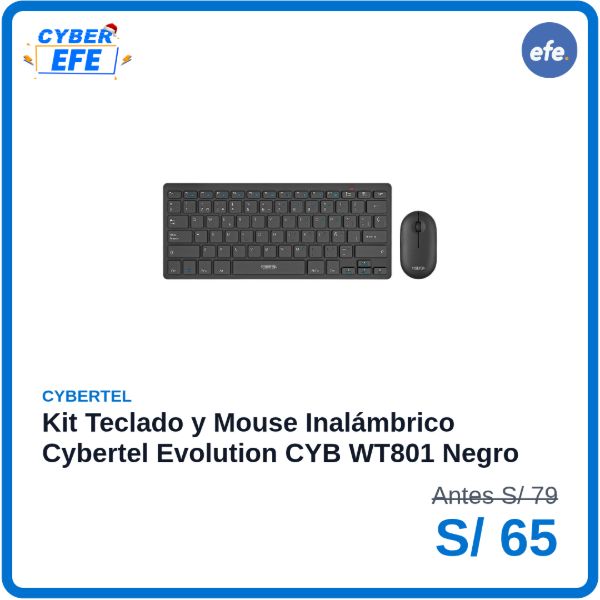 CYBER
EFE
efe.
CYBERTEL
Kit Teclado y Mouse Inalámbrico
Cybertel Evolution CYB WT801 Negro
Antes S/ 79
S/ 65